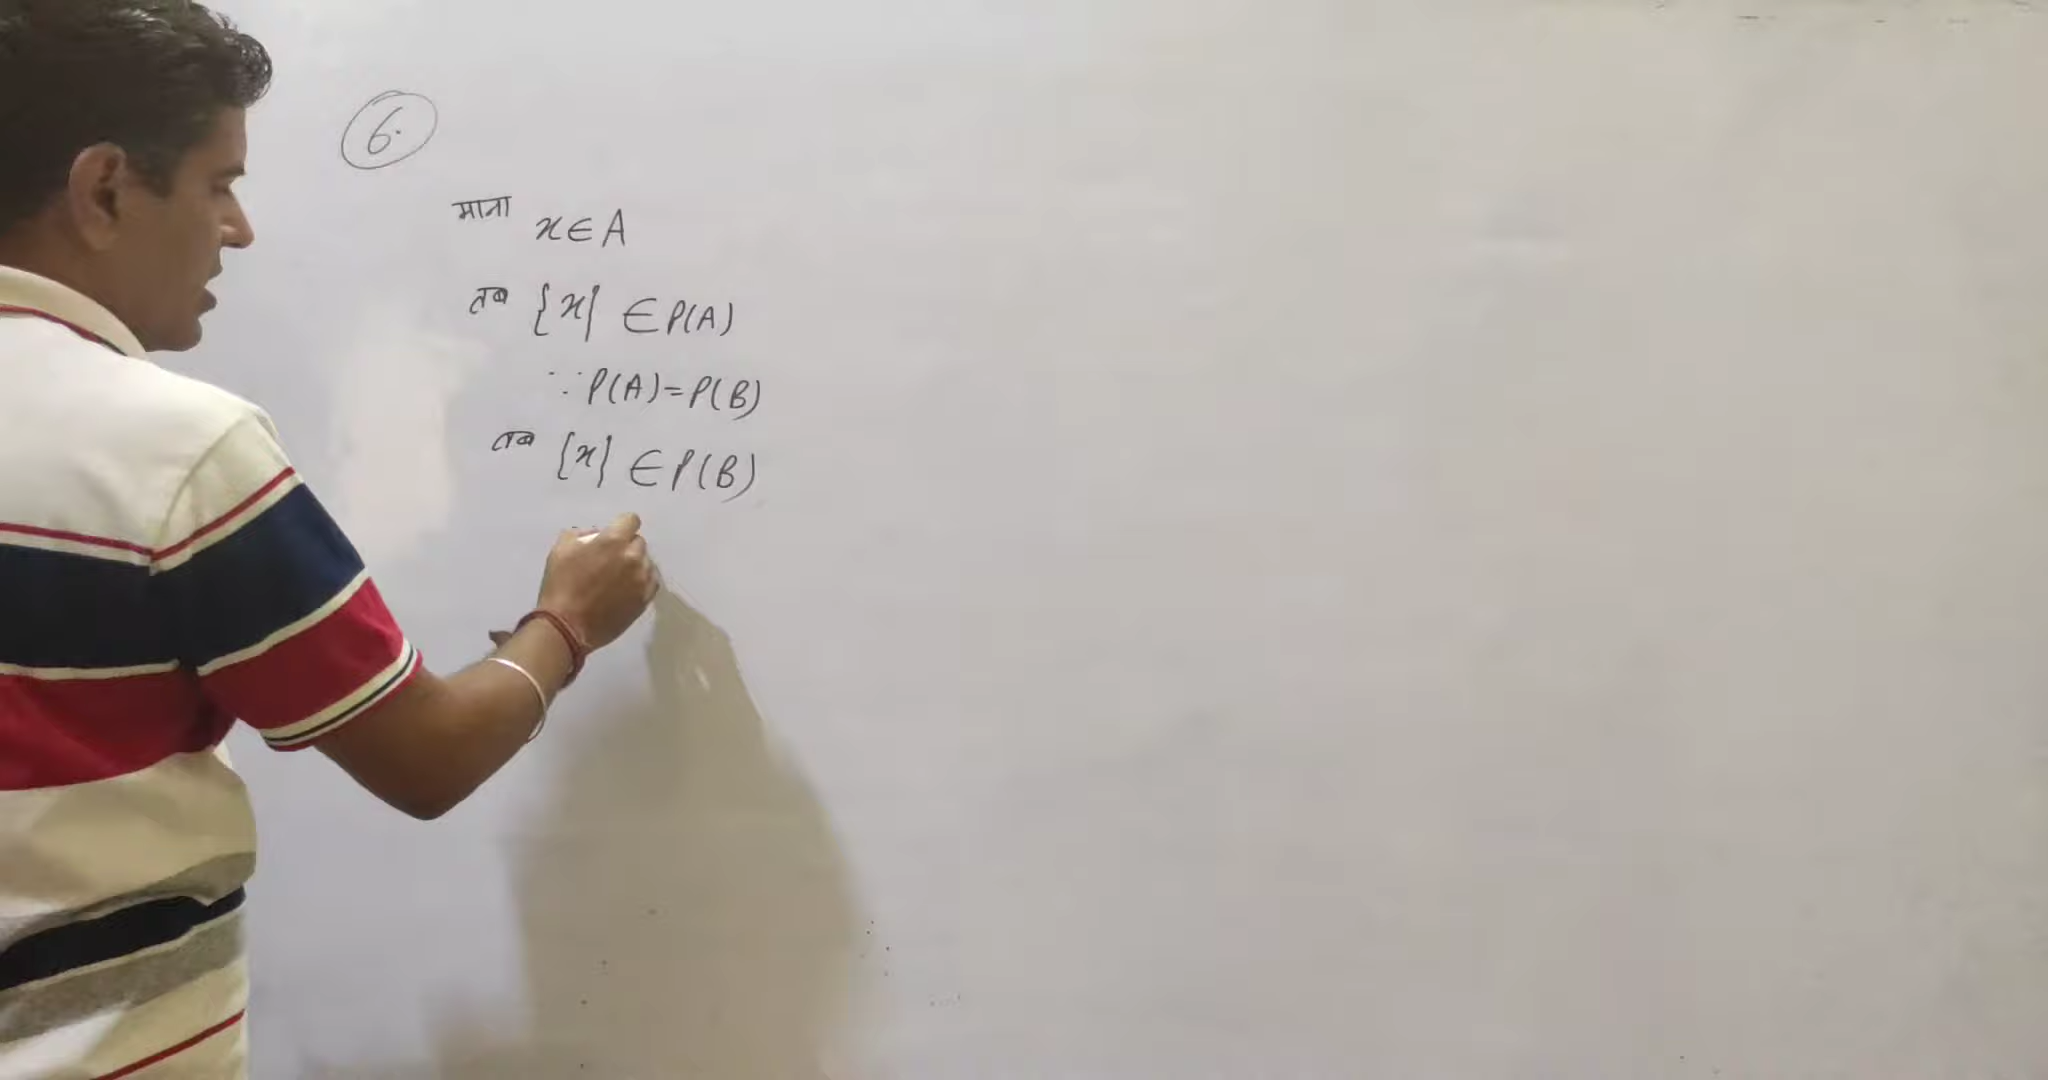 6.
माना x ∈ A
तब {x} ∈ P(A)
∵ P(A) = P(B)
तब {x} ∈ P(B)